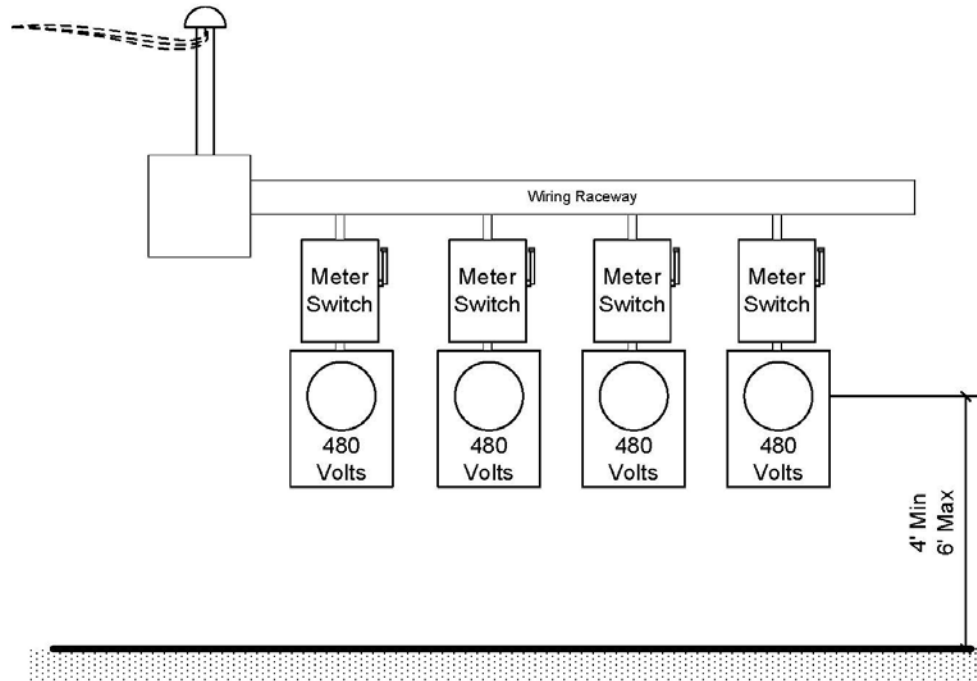 Wiring Raceway
Meter
Switch
Meter
Switch
Meter
Switch
Meter
Switch
480
Volts
480
Volts
480
Volts
480
Volts
4' Min
6' Max